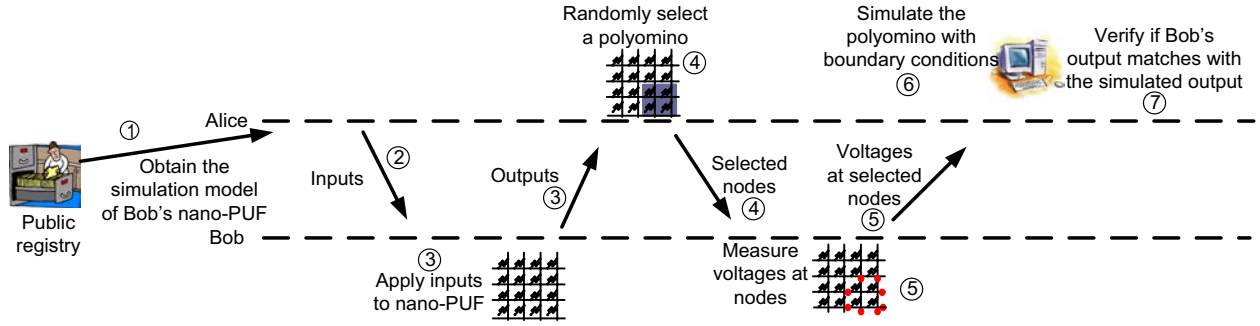 Randomly select
a polyomino
④
Simulate the
polyomino with
boundary conditions
⑥
Verify if Bob's
output matches with
the simulated output
⑦
①
Alice
Obtain the
simulation model
of Bob's nano-PUF
Public
registry
②
Inputs
Outputs
③
Selected
nodes
④
Voltages
at selected
nodes
⑤
Bob
③
Apply inputs
to nano-PUF
Measure
voltages at
nodes
⑤